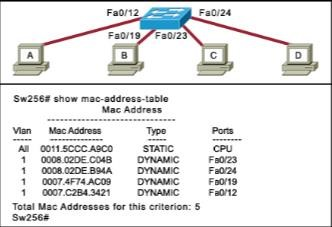 Fa0/12
Fa0/24
Fa0/19
Fa0/23
A
B
C
D
Sw256# show mac-address-table
Mac Address
------------------------------
Vlan Mac Address Type Ports
----- ------------------ -------- --------
All 0011.5CCC.A9C0 STATIC CPU
1 0008.02DE.C04B DYNAMIC Fa0/23
1 0008.02DE.B94A DYNAMIC Fa0/24
1 0007.4F74.AC09 DYNAMIC Fa0/19
1 0007.C2B4.3421 DYNAMIC Fa0/12
Total Mac Addresses for this criterion: 5
Sw256#